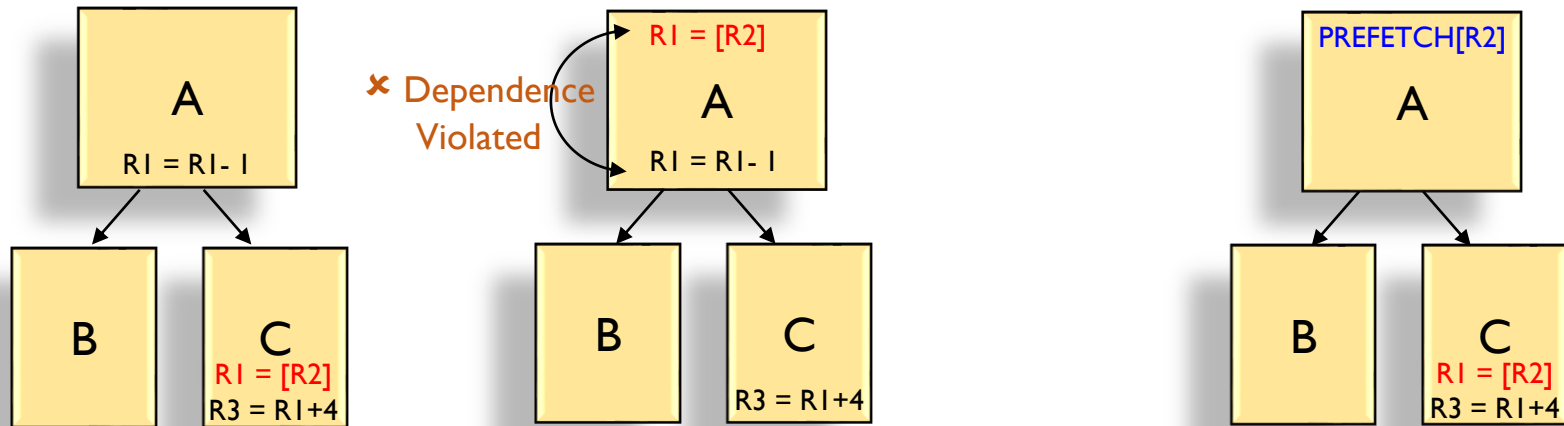 A
R1 = R1- 1
B
C
R1 = [R2]
R3 = R1+4
R1 = [R2]
✘ Dependence
Violated
A
R1 = R1- 1
B
C
R3 = R1+4
PREFETCH[R2]
A
B
C
R1 = [R2]
R3 = R1+4